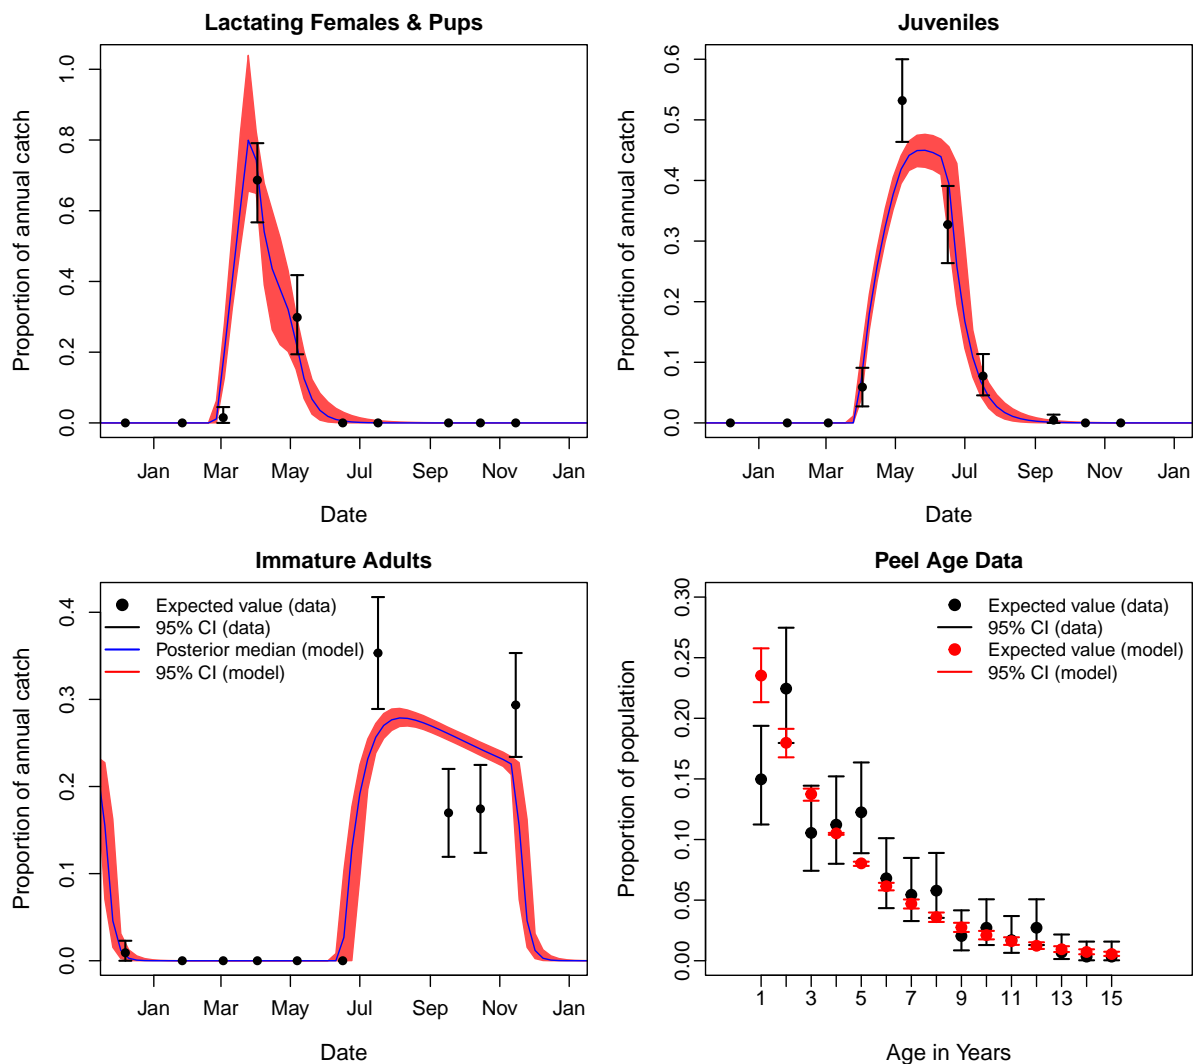 Lactating Females & Pups
Proportion of annual catch
1.0
0.8
0.6
0.4
0.2
0.0
Jan Mar May Jul Sep Nov Jan
Date
Juveniles
Proportion of annual catch
0.6
0.5
0.4
0.3
0.2
0.1
0.0
Jan Mar May Jul Sep Nov Jan
Date
Immature Adults
Proportion of annual catch
0.4
0.3
0.2
0.1
0.0
Expected value (data)
95% CI (data)
Posterior median (model)
95% CI (model)
Jan Mar May Jul Sep Nov Jan
Date
Peel Age Data
Proportion of population
0.30
0.25
0.20
0.15
0.10
0.05
0.00
Expected value (data)
95% CI (data)
Expected value (model)
95% CI (model)
1 3 5 7 9 11 13 15
Age in Years